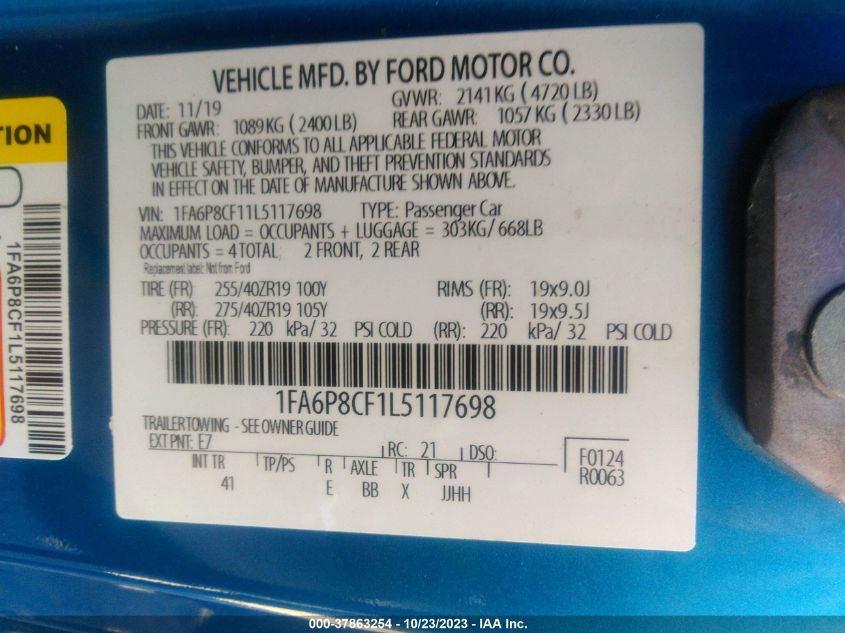 VEHICLE MFD. BY FORD MOTOR CO.
DATE: 11/19 GVWR: 2141 KG ( 4720 LB)
FRONT GAWR: 1089 KG ( 2400 LB) REAR GAWR: 1057 KG ( 2330 LB)
THIS VEHICLE CONFORMS TO ALL APPLICABLE FEDERAL MOTOR
VEHICLE SAFETY, BUMPER, AND THEFT PREVENTION STANDARDS
IN EFFECT ON THE DATE OF MANUFACTURE SHOWN ABOVE.
VIN: 1FA6P8CF11L5117698 TYPE: Passenger Car
MAXIMUM LOAD = OCCUPANTS + LUGGAGE = 303KG/ 668LB
OCCUPANTS = 4 TOTAL: 2 FRONT, 2 REAR
Replacement label: Not from Ford
TIRE (FR) 255/40ZR19 100Y RIMS (FR): 19x9.0J
(RR): 275/40ZR19 105Y (RR): 19x9.5J
PRESSURE (FR): 220 kPa/ 32 PSI COLD (RR): 220 kPa/ 32 PSI COLD
1FA6P8CF1L5117698
TRAILER TOWING - SEE OWNER GUIDE
EXT PNT: E7 RC: 21 DSO:
INT TR TP/PS R AXLE TR SPR
41 E BB X JJHH
F0124
R0063
TION
1FA6P8CF1L5117698
000-37863254 - 10/23/2023 - IAA Inc.